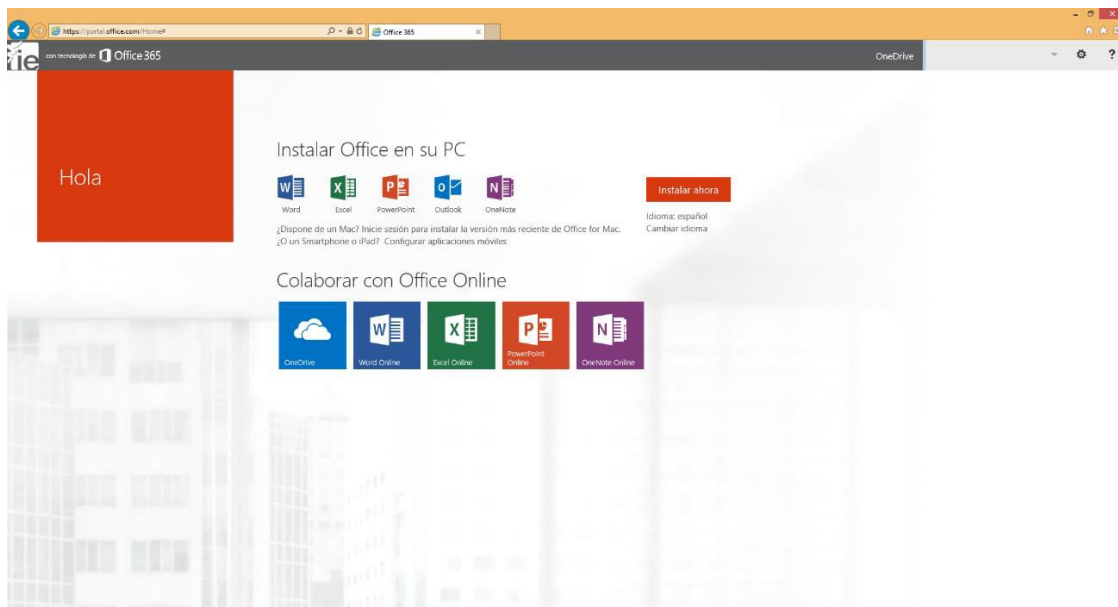 https://portal.office.com/Home#
Office 365
ie
con tecnología de Office 365
OneDrive
?
Hola
Instalar Office en su PC
Word Excel PowerPoint Outlook OneNote
Instalar ahora
¿Dispone de un Mac? Inicie sesión para instalar la versión más reciente de Office for Mac.
¿O un Smartphone o iPad? Configurar aplicaciones móviles
Idioma: español
Cambiar idioma
Colaborar con Office Online
OneDrive
Word Online
Excel Online
PowerPoint
Online
OneNote Online